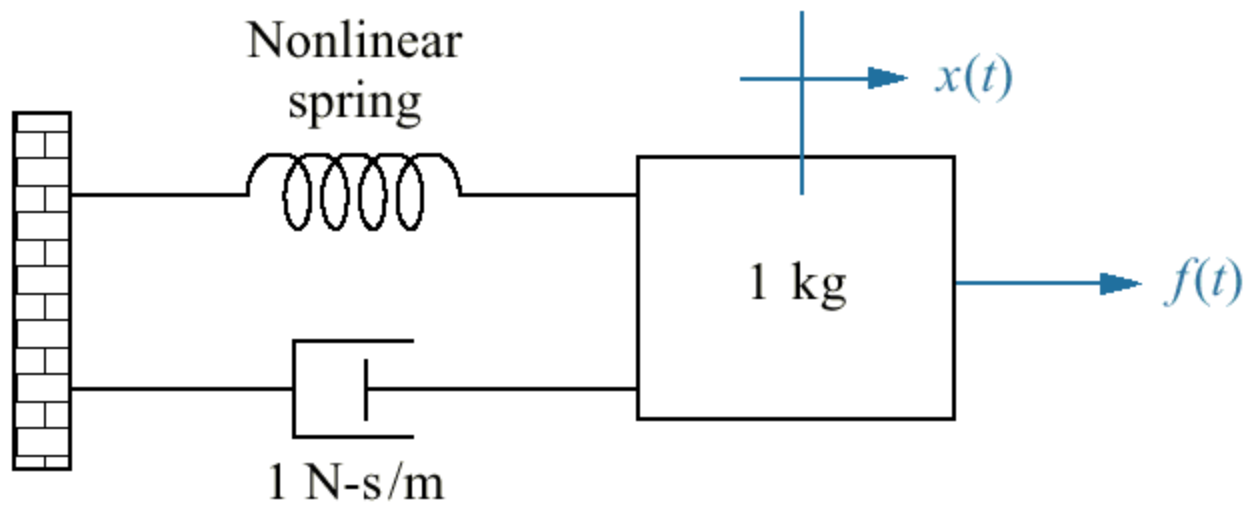 Nonlinear
spring
x(t)
1 kg
f(t)
1 N-s/m